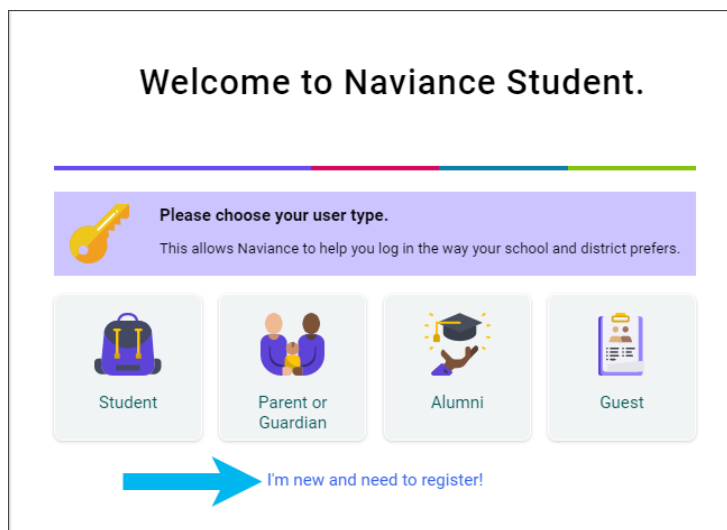 Welcome to Naviance Student.
Please choose your user type.
This allows Naviance to help you log in the way your school and district prefers.
Student
Parent or
Guardian
Alumni
Guest
I'm new and need to register!